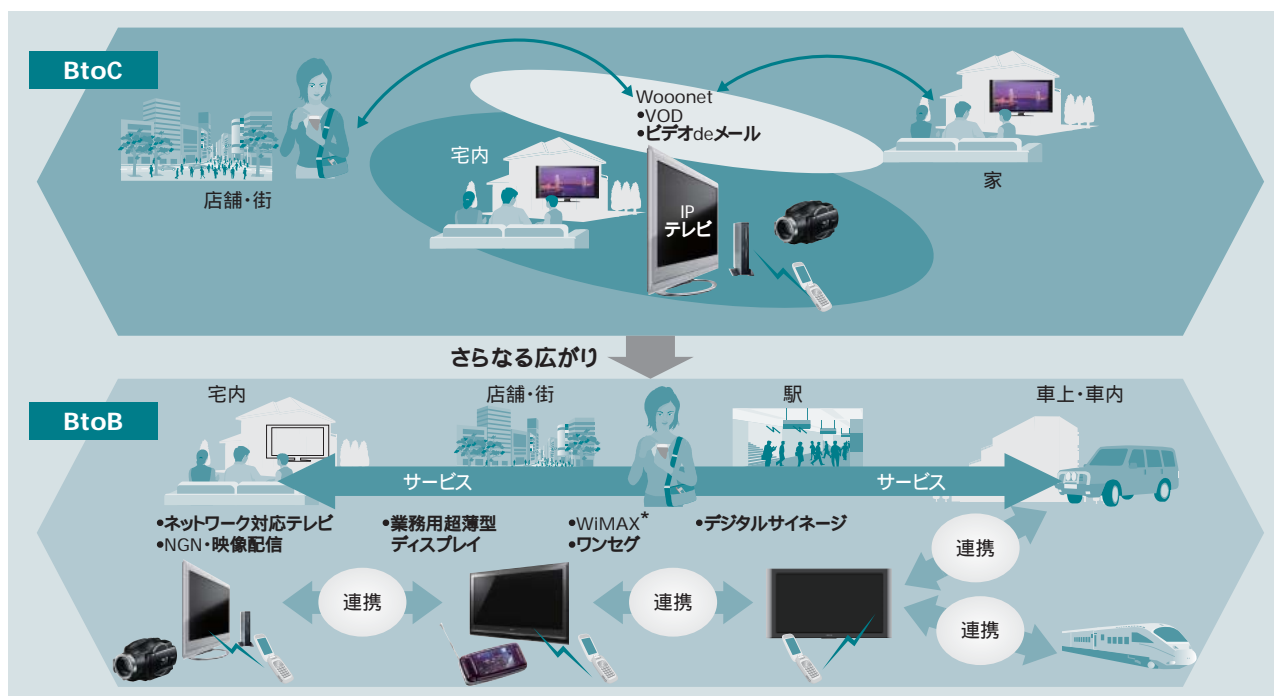 BtoC
Wooonet
•VOD
•ビデオdeメール
宅内
店舗・街
家
IP
テレビ
さらなる広がり
BtoB
宅内
店舗・街
駅
車上・車内
サービス
サービス
•ネットワーク対応テレビ
•NGN・映像配信
•業務用超薄型
ディスプレイ
•WiMAX*
•ワンセグ
•デジタルサイネージ
連携
連携
連携
連携